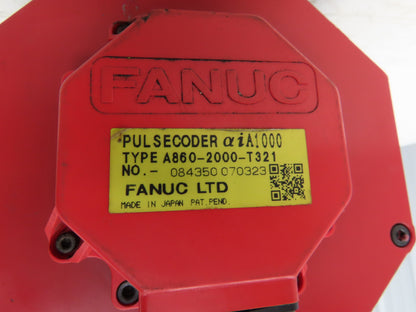 FANUC
PULSECODER αiA1000
TYPE A860-2000-T321
NO.- 084350 070323
FANUC LTD
MADE IN JAPAN PAT.PEND.